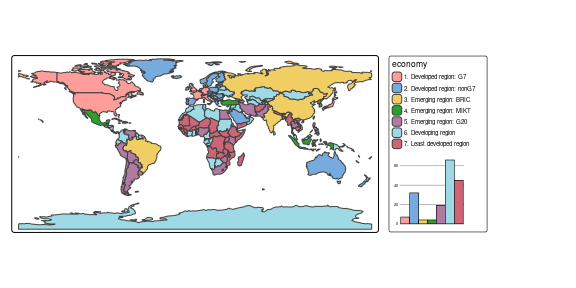 economy
1. Developed region: G7
2. Developed region: nonG7
3. Emerging region: BRIC
4. Emerging region: MIKT
5. Emerging region: G20
6. Developing region
7. Least developed region
60
40
20
0